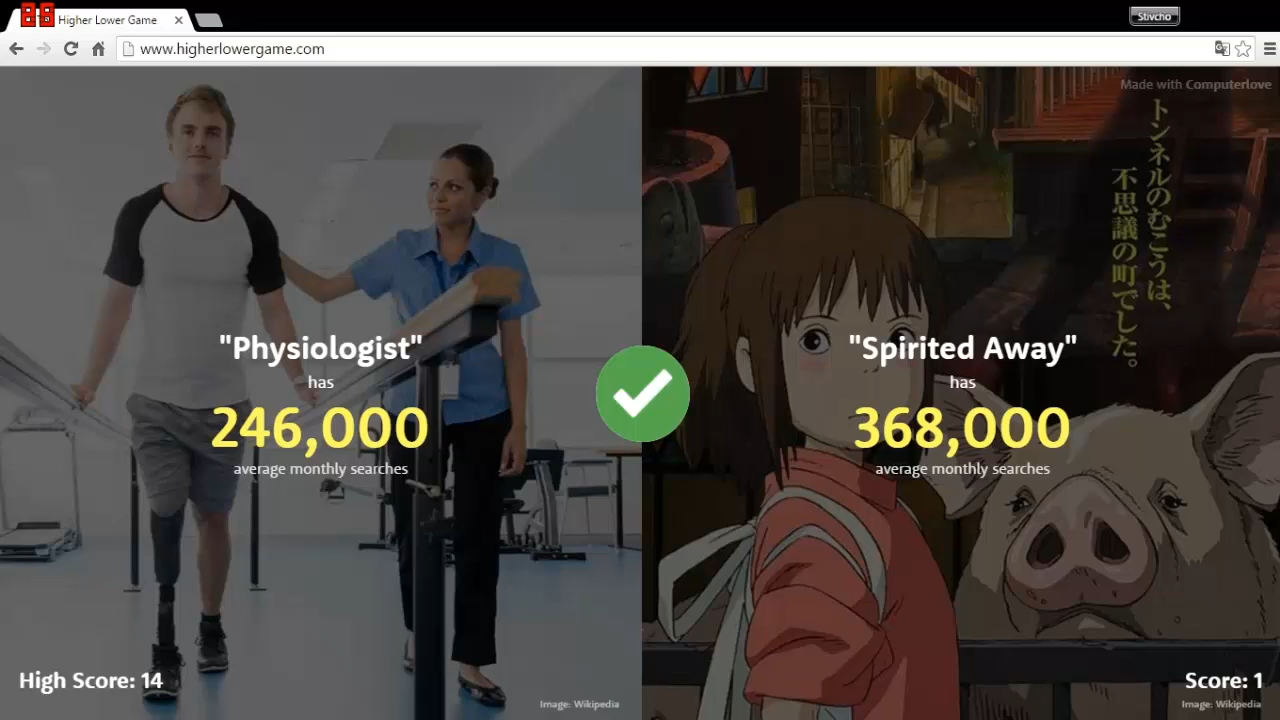 88
Higher Lower Game
Stivcho
www.higherlowergame.com
Made with Computerlove
トンネルのむこうは、
不思議の町でした。
"Physiologist"
has
246,000
average monthly searches
"Spirited Away"
has
368,000
average monthly searches
High Score: 14
Image: Wikipedia
Score: 1
Image: Wikipedia